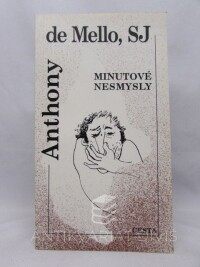 de Mello, SJ
Anthony
MINUTOVÉ
NESMYSLY
CESTA